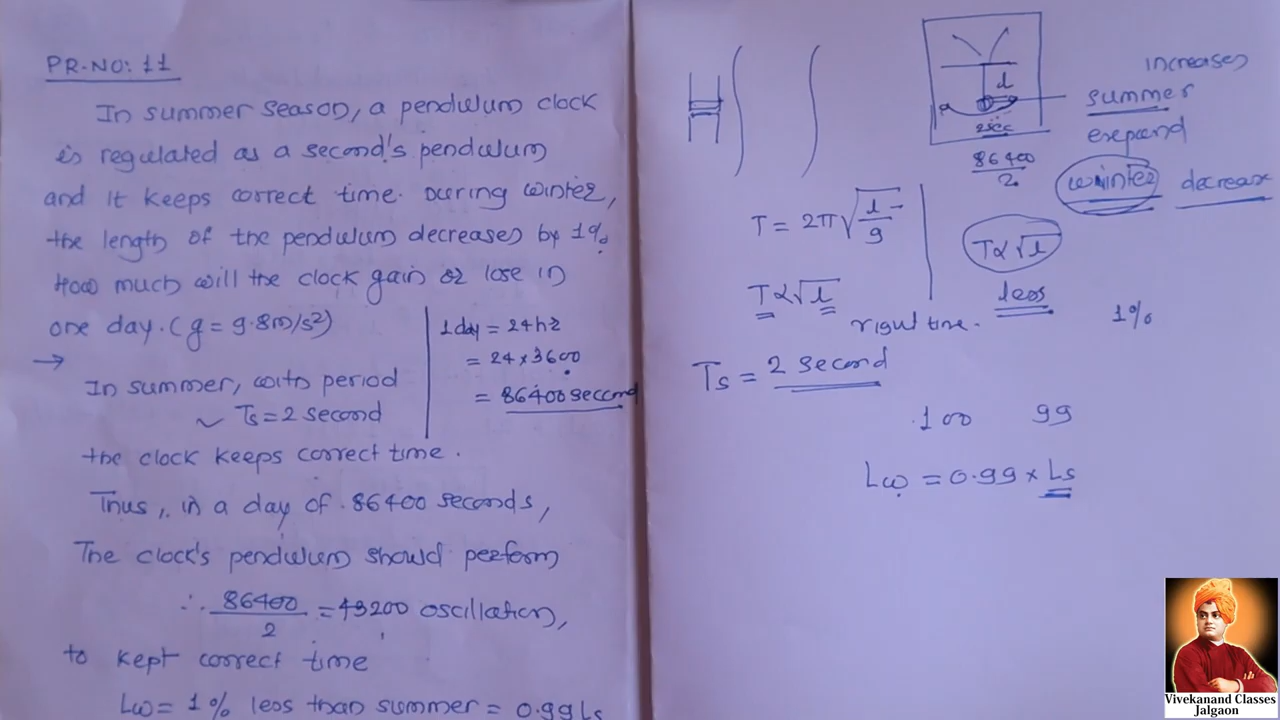 PR.NO: 11
In summer season, a pendulum clock
is regulated as a second's pendulum
and it keeps correct time. During winter,
the length of the pendulum decreases by 1%.
How much will the clock gain or lose in
one day. (g = 9.8m/s²)
1 day = 24hr
= 24 × 3600
= 86400 second
→
In summer, with period
~ Ts = 2 second
the clock keeps correct time.
Thus, in a day of 86400 seconds,
The clock's pendulum should perform
∴ 86400/2 = 43200 oscillation,
to kept correct time
Lw = 1% less than summer = 0.99 Ls
d
2sec
86400/2
increases
summer
expand
winter decrease
T = 2π√(l/g)
T ∝ √l
T ∝ √l
less
right time.
1%
Ts = 2 second
100 99
Lw = 0.99 × Ls
Vivekanand Classes
Jalgaon